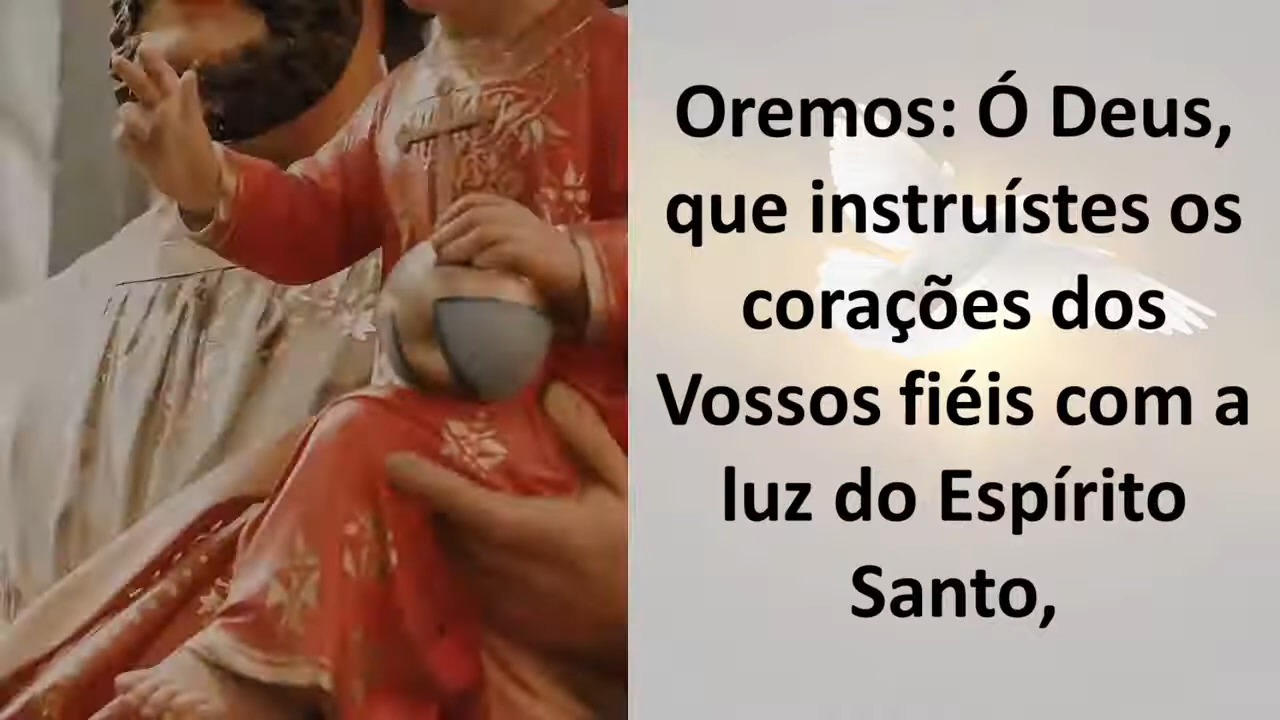 Oremos: Ó Deus,
que instruístes os
corações dos
Vossos fiéis com a
luz do Espírito
Santo,